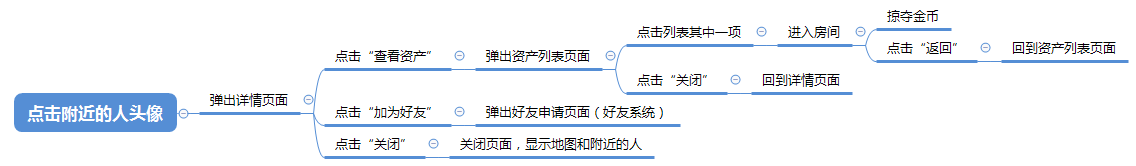 点击附近的人头像
弹出详情页面
点击“查看资产”
弹出资产列表页面
点击列表其中一项
进入房间
掠夺金币
点击“返回”
回到资产列表页面
点击“关闭”
回到详情页面
点击“加为好友”
弹出好友申请页面（好友系统）
点击“关闭”
关闭页面，显示地图和附近的人